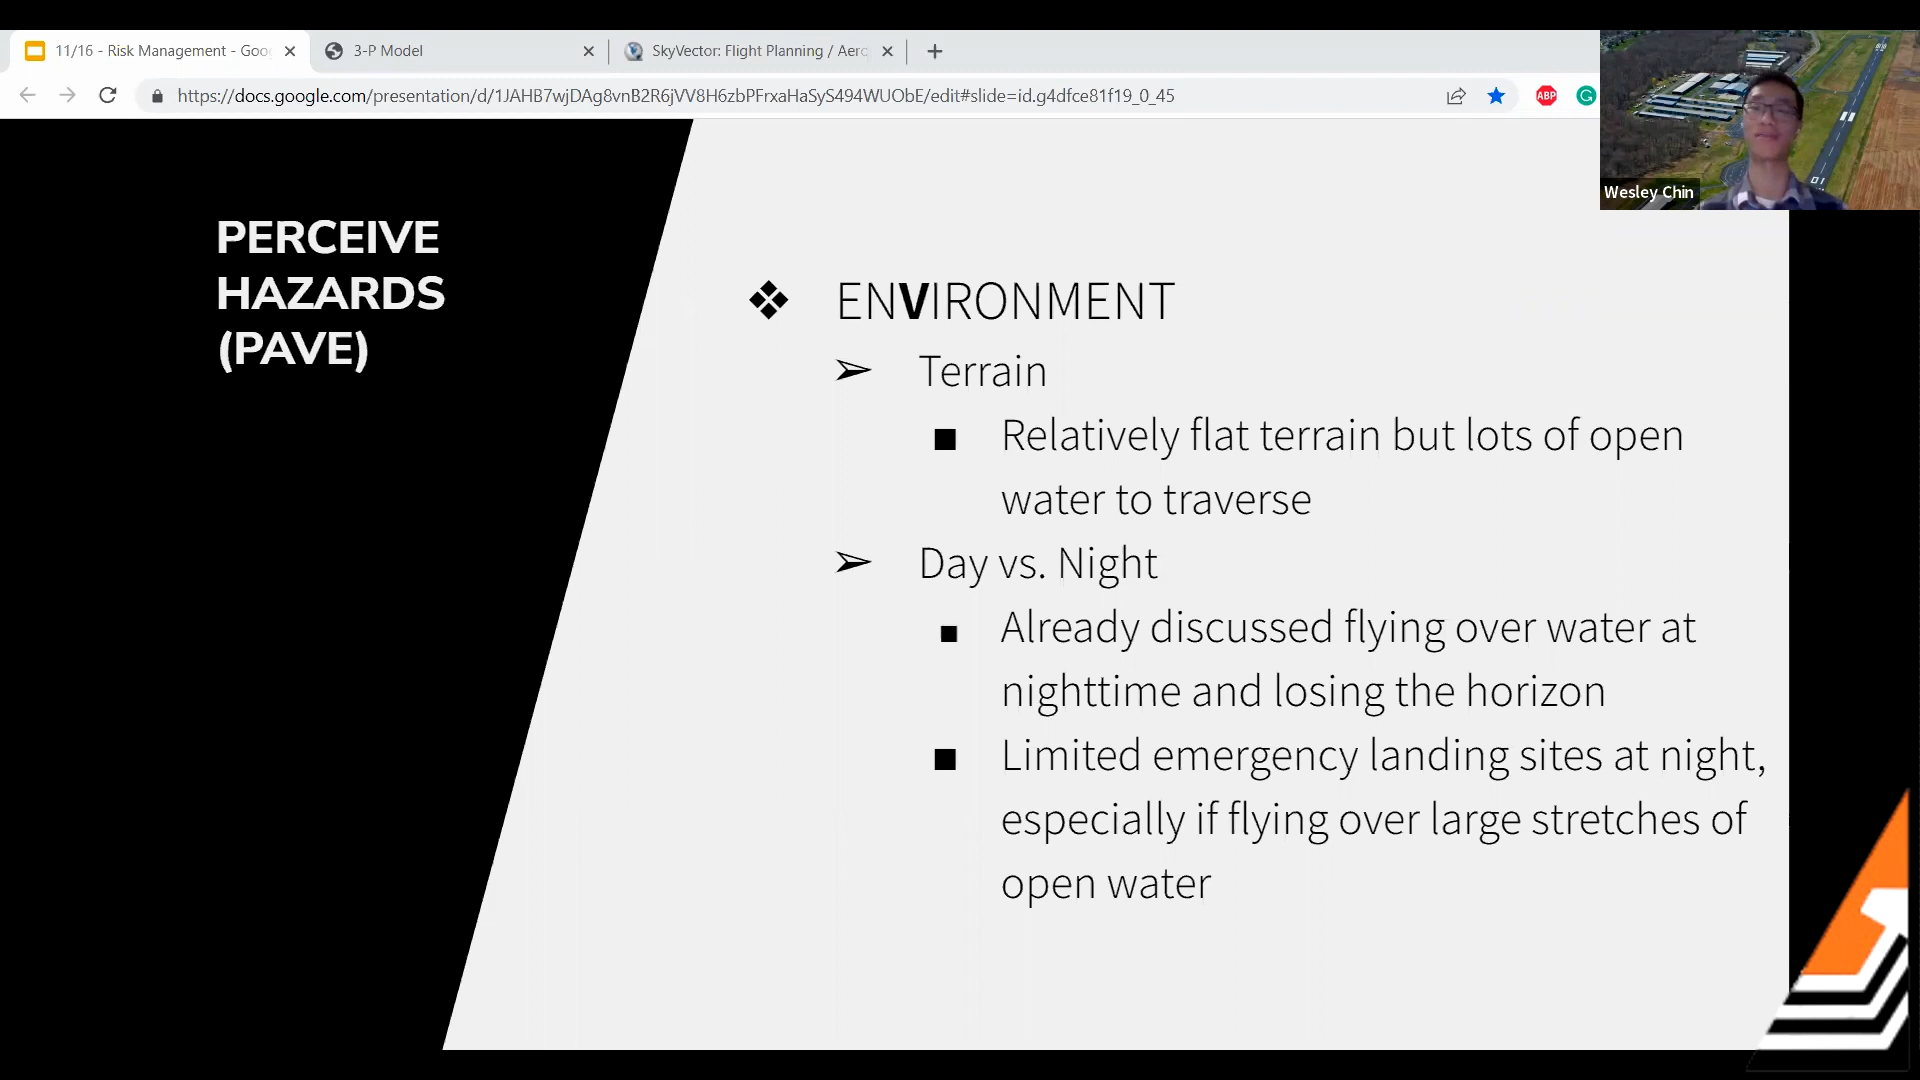 11/16 - Risk Management - Goo
3-P Model
SkyVector: Flight Planning / Aero
https://docs.google.com/presentation/d/1JAHB7wjDAg8vnB2R6jVV8H6zbPFrxaHaSyS494WUObE/edit#slide=id.g4dfce81f19_0_45
ABP
G
01
Wesley Chin
PERCEIVE
HAZARDS
(PAVE)
❖ ENVIRONMENT
➢ Terrain
■ Relatively flat terrain but lots of open
water to traverse
➢ Day vs. Night
■ Already discussed flying over water at
nighttime and losing the horizon
■ Limited emergency landing sites at night,
especially if flying over large stretches of
open water